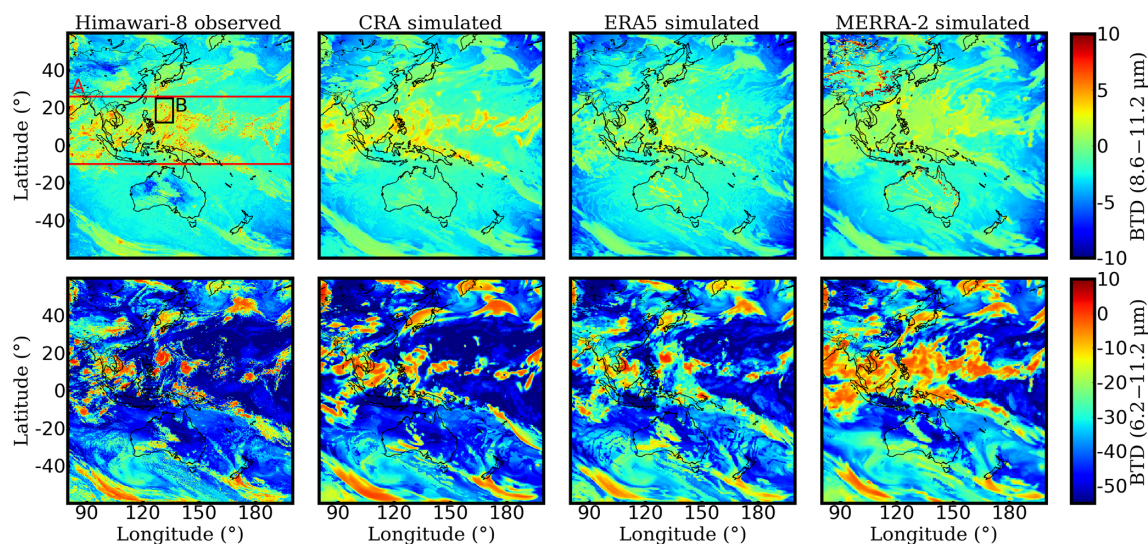 Himawari-8 observed CRA simulated ERA5 simulated MERRA-2 simulated
10
5
0
-5
-10
BTD (8.6−11.2 μm)
40
20
0
-20
-40
Latitude (°)
A
B
10
0
-10
-20
-30
-40
-50
BTD (6.2−11.2 μm)
40
20
0
-20
-40
Latitude (°)
90 120 150 180 90 120 150 180 90 120 150 180 90 120 150 180
Longitude (°) Longitude (°) Longitude (°) Longitude (°)